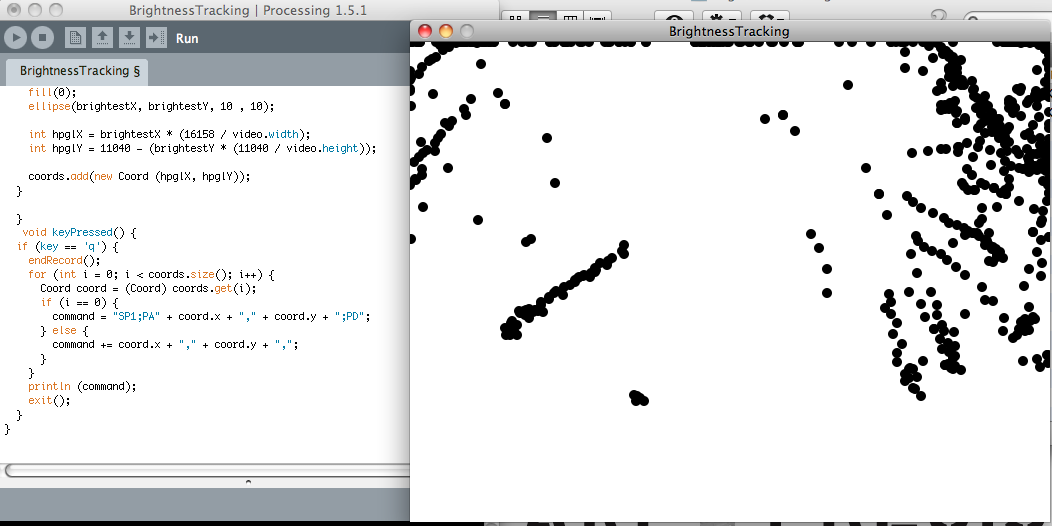 BrightnessTracking | Processing 1.5.1
Run
BrightnessTracking §
fill(0);
ellipse(brightestX, brightestY, 10 , 10);
int hpglX = brightestX * (16158 / video.width);
int hpglY = 11040 - (brightestY * (11040 / video.height));
coords.add(new Coord (hpglX, hpglY));
}
}
void keyPressed() {
if (key == 'q') {
endRecord();
for (int i = 0; i < coords.size(); i++) {
Coord coord = (Coord) coords.get(i);
if (i == 0) {
command = "SP1;PA" + coord.x + "," + coord.y + ";PD";
} else {
command += coord.x + "," + coord.y + ",";
}
}
println (command);
exit();
}
}
BrightnessTracking